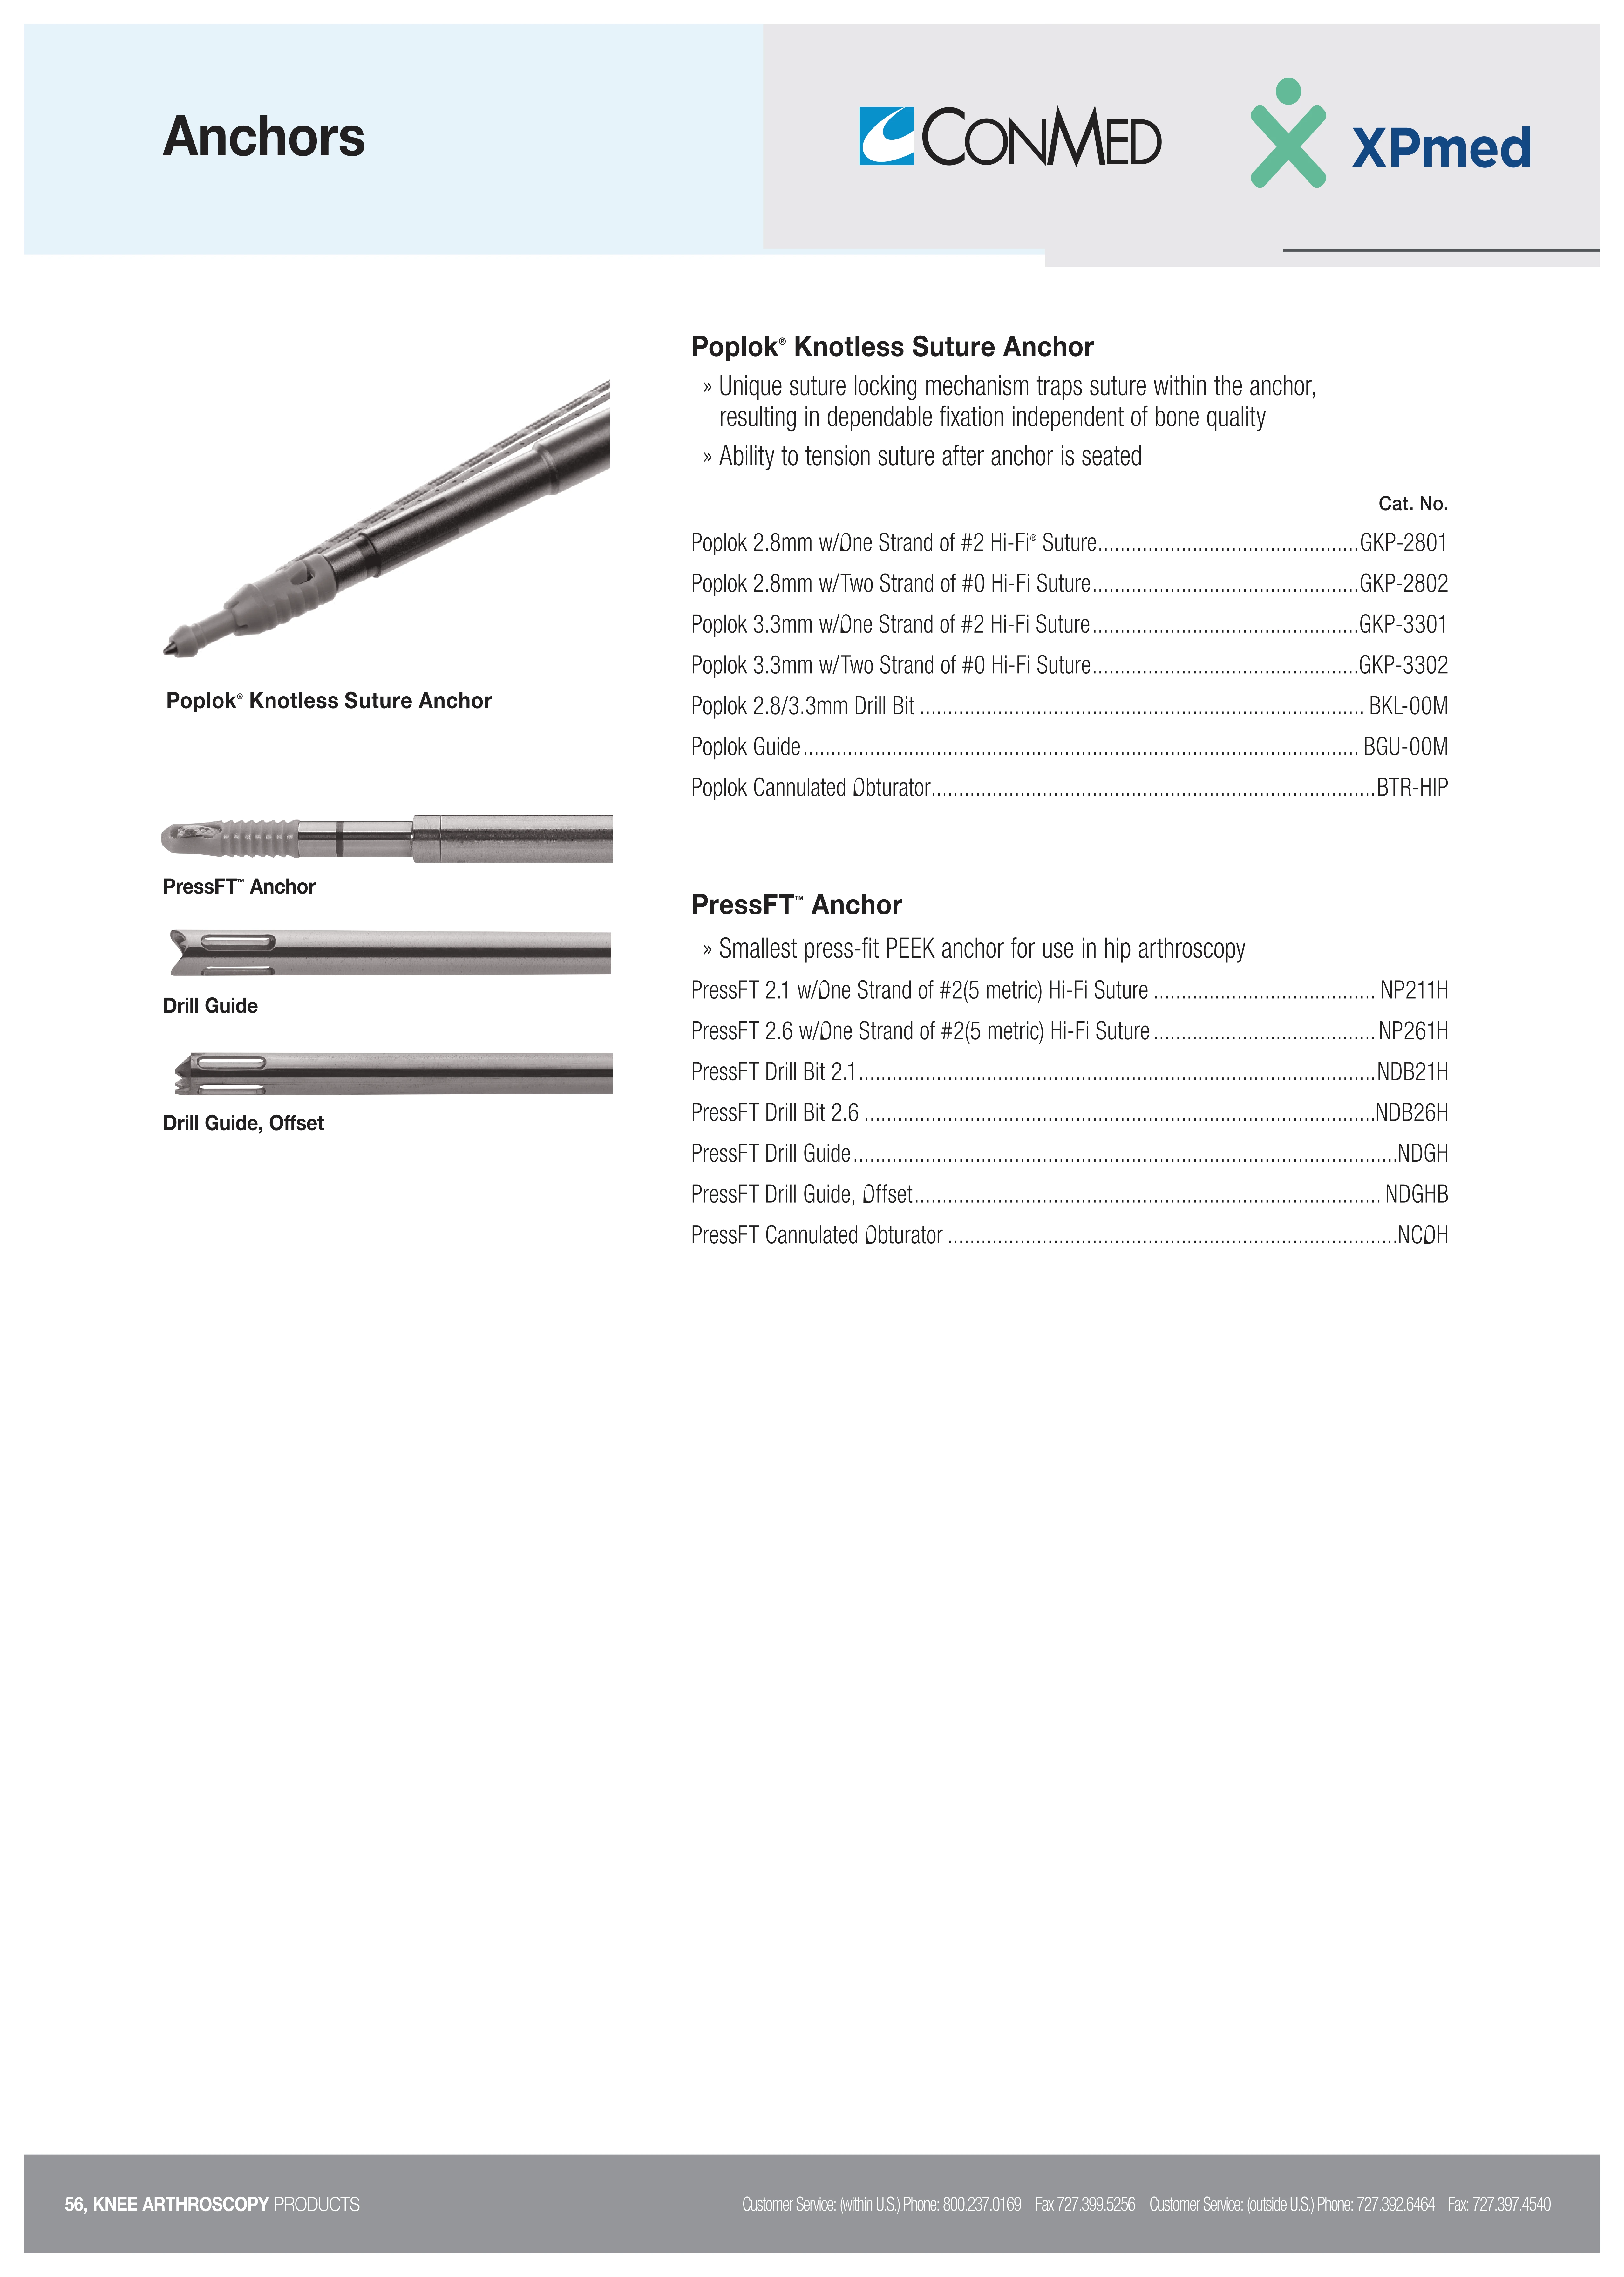 Anchors
CONMED
XPmed
Poplok® Knotless Suture Anchor
» Unique suture locking mechanism traps suture within the anchor,
resulting in dependable fixation independent of bone quality
» Ability to tension suture after anchor is seated
Cat. No.
Poplok 2.8mm w/One Strand of #2 Hi-Fi® Suture...............................................GKP-2801
Poplok 2.8mm w/Two Strand of #0 Hi-Fi Suture................................................GKP-2802
Poplok 3.3mm w/One Strand of #2 Hi-Fi Suture................................................GKP-3301
Poplok 3.3mm w/Two Strand of #0 Hi-Fi Suture................................................GKP-3302
Poplok 2.8/3.3mm Drill Bit ................................................................................ BKL-00M
Poplok Guide.................................................................................................... BGU-00M
Poplok Cannulated Obturator................................................................................BTR-HIP
Poplok® Knotless Suture Anchor
PressFT™ Anchor
Drill Guide
Drill Guide, Offset
PressFT™ Anchor
» Smallest press-fit PEEK anchor for use in hip arthroscopy
PressFT 2.1 w/One Strand of #2(5 metric) Hi-Fi Suture ........................................ NP211H
PressFT 2.6 w/One Strand of #2(5 metric) Hi-Fi Suture ........................................ NP261H
PressFT Drill Bit 2.1.............................................................................................NDB21H
PressFT Drill Bit 2.6 ............................................................................................NDB26H
PressFT Drill Guide..................................................................................................NDGH
PressFT Drill Guide, Offset.................................................................................... NDGHB
PressFT Cannulated Obturator .................................................................................NCOH
56, KNEE ARTHROSCOPY PRODUCTS
Customer Service: (within U.S.) Phone: 800.237.0169 Fax 727.399.5256 Customer Service: (outside U.S.) Phone: 727.392.6464 Fax: 727.397.4540